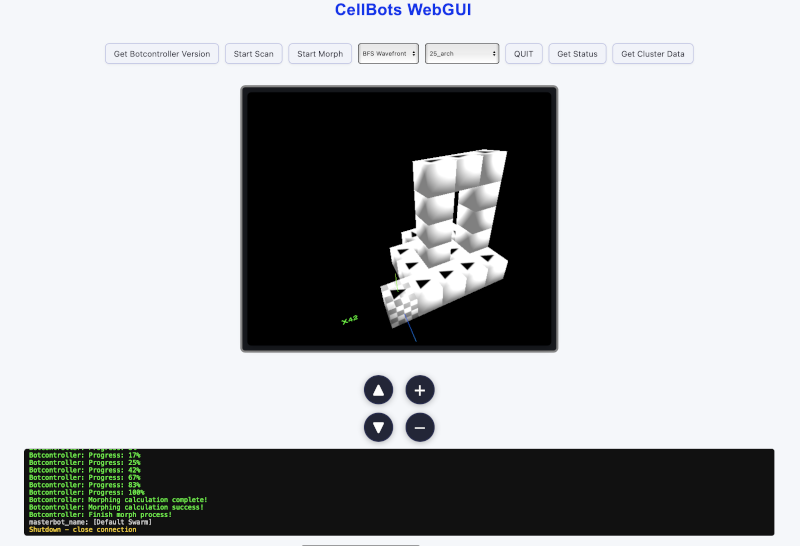 CellBots WebGUI
Get Botcontroller Version Start Scan Start Morph BFS Wavefront 25_arch QUIT Get Status Get Cluster Data
X42
Botcontroller: Progress: 17%
Botcontroller: Progress: 25%
Botcontroller: Progress: 42%
Botcontroller: Progress: 67%
Botcontroller: Progress: 83%
Botcontroller: Progress: 100%
Botcontroller: Morphing calculation complete!
Botcontroller: Morphing calculation success!
Botcontroller: Finish morph process!
masterbot_name: [Default Swarm]
Shutdown – close connection